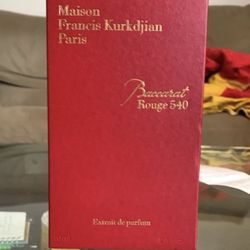 Maison
Francis Kurkdjian
Paris
Baccarat
Rouge 540
Extrait de parfum